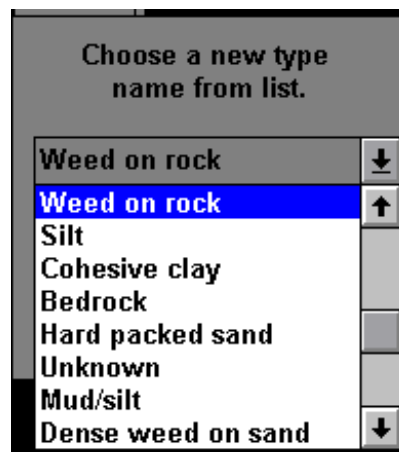 Choose a new type
name from list.
Weed on rock
Weed on rock
Silt
Cohesive clay
Bedrock
Hard packed sand
Unknown
Mud/silt
Dense weed on sand